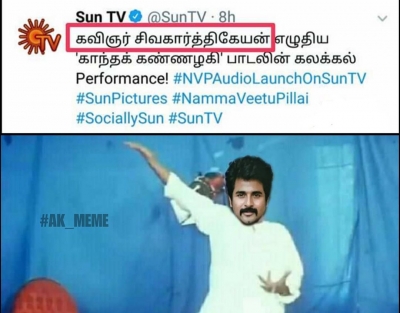 Sun TV @SunTV · 8h
கவிஞர் சிவகார்த்திகேயன் எழுதிய
'காந்தக் கண்ணழகி' பாடலின் கலக்கல்
Performance! #NVPAudioLaunchOnSunTV
#SunPictures #NammaVeetuPillai
#SociallySun #SunTV
TV
#AK_MEME